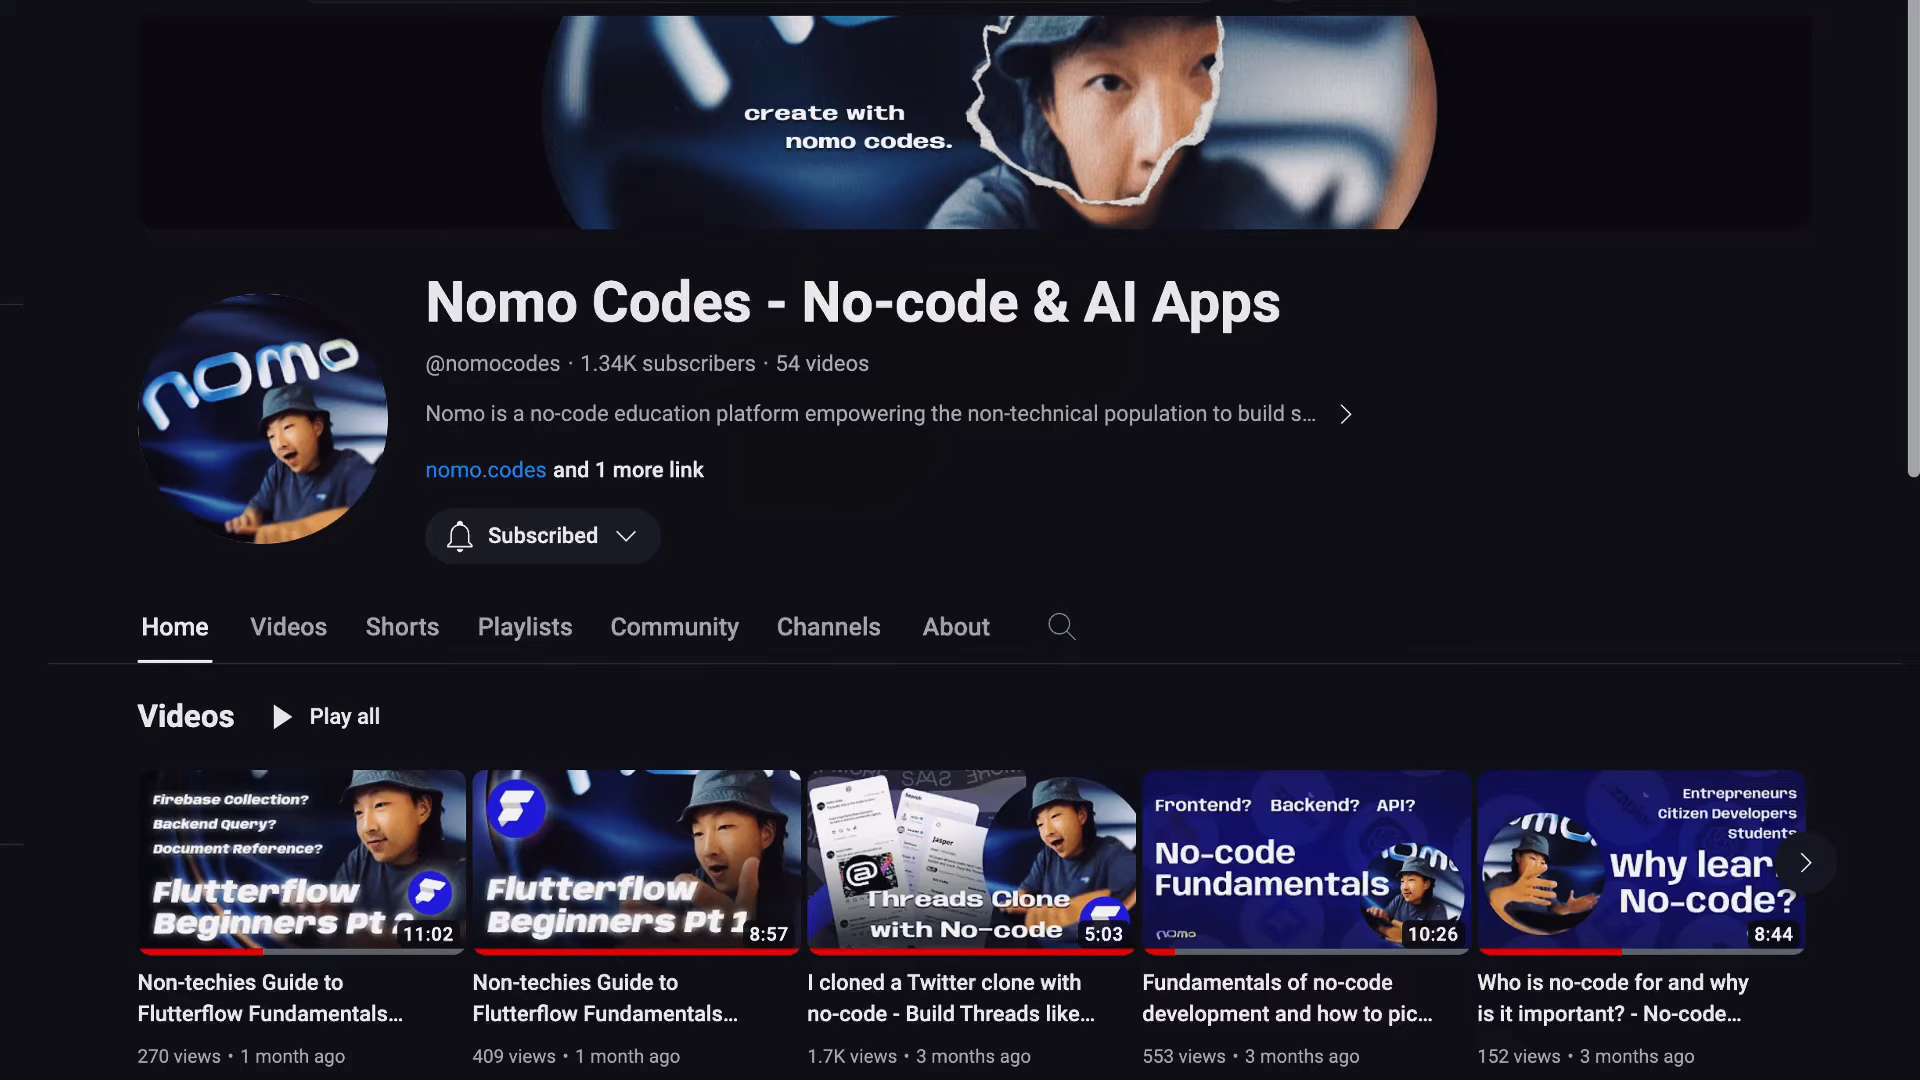 create with
nomo codes.
nomo
Nomo Codes - No-code & AI Apps
@nomocodes · 1.34K subscribers · 54 videos
Nomo is a no-code education platform empowering the non-technical population to build s...
nomo.codes and 1 more link
Subscribed
Home Videos Shorts Playlists Community Channels About
Videos Play all
Firebase Collection?
Backend Query?
Document Reference?
Flutterflow
Beginners Pt
11:02
Flutterflow
Beginners Pt 1
8:57
jasper
Threads Clone
with No-code
5:03
Frontend? Backend? API?
No-code
Fundamentals
nomo
10:26
Entrepreneurs
Citizen Developers
Students
Why lear
No-code?
8:44
Non-techies Guide to
Flutterflow Fundamentals...
270 views • 1 month ago
Non-techies Guide to
Flutterflow Fundamentals...
409 views • 1 month ago
I cloned a Twitter clone with
no-code - Build Threads like...
1.7K views • 3 months ago
Fundamentals of no-code
development and how to pic...
553 views • 3 months ago
Who is no-code for and why
is it important? - No-code...
152 views • 3 months ago